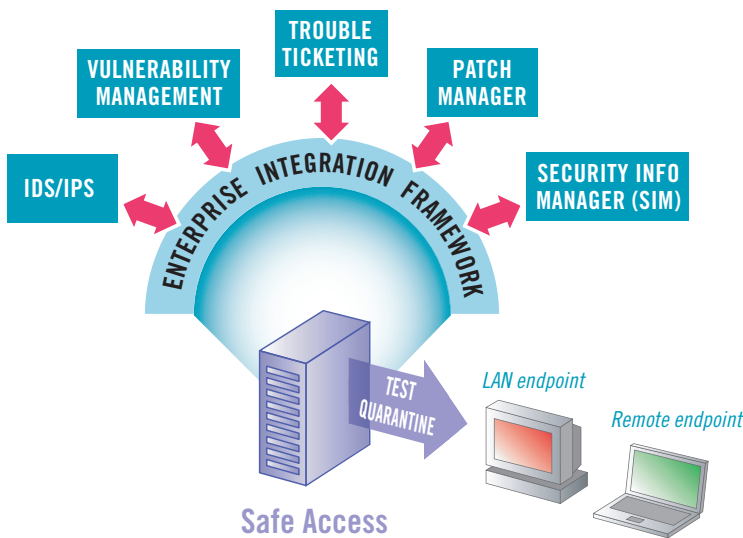 TROUBLE
TICKETING
VULNERABILITY
MANAGEMENT
PATCH
MANAGER
IDS/IPS
SECURITY INFO
MANAGER (SIM)
ENTERPRISE INTEGRATION FRAMEWORK
TEST
QUARANTINE
LAN endpoint
Remote endpoint
Safe Access